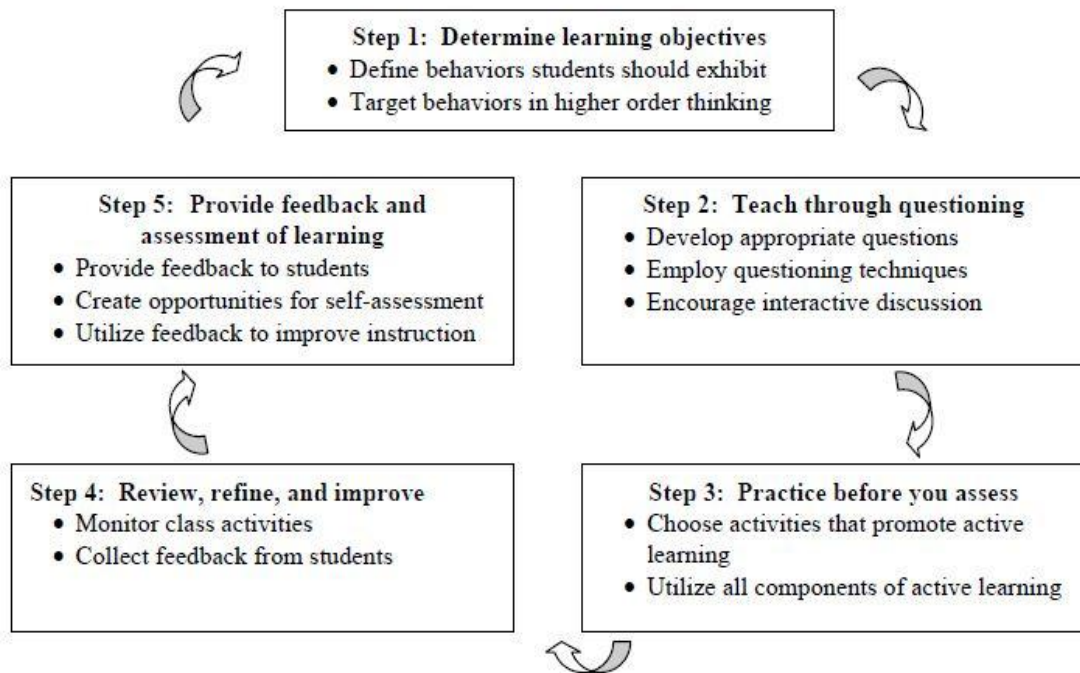 Step 1: Determine learning objectives
• Define behaviors students should exhibit
• Target behaviors in higher order thinking
Step 2: Teach through questioning
• Develop appropriate questions
• Employ questioning techniques
• Encourage interactive discussion
Step 3: Practice before you assess
• Choose activities that promote active
learning
• Utilize all components of active learning
Step 4: Review, refine, and improve
• Monitor class activities
• Collect feedback from students
Step 5: Provide feedback and
assessment of learning
• Provide feedback to students
• Create opportunities for self-assessment
• Utilize feedback to improve instruction